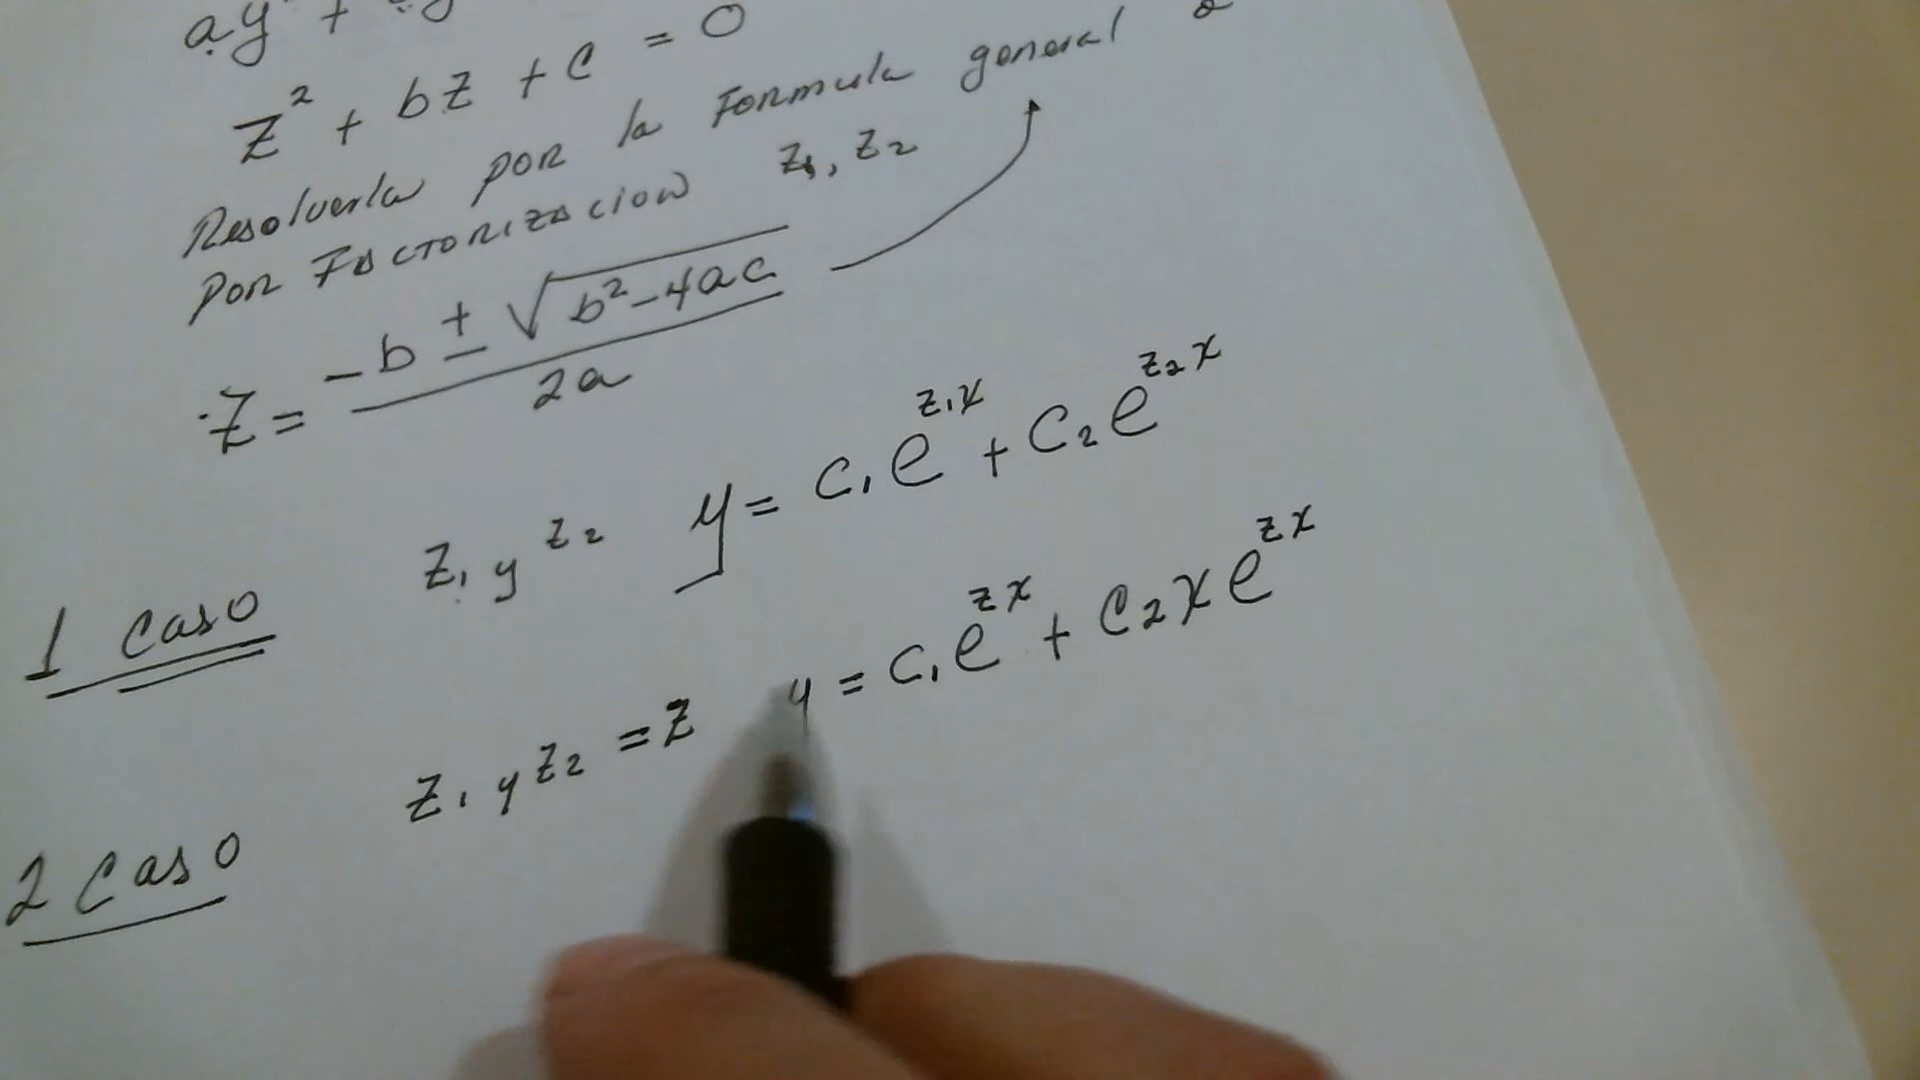 ay +
z² + bz + c = 0
Resolverla por la Formula general o
por Factorizacion z₁, z₂
z = -b ± √b²-4ac / 2a
1 Caso z₁ y z₂ y = c₁e^z₁x + c₂e^z₂x
2 Caso z₁ y z₂ = z y = c₁e^zx + c₂xe^zx